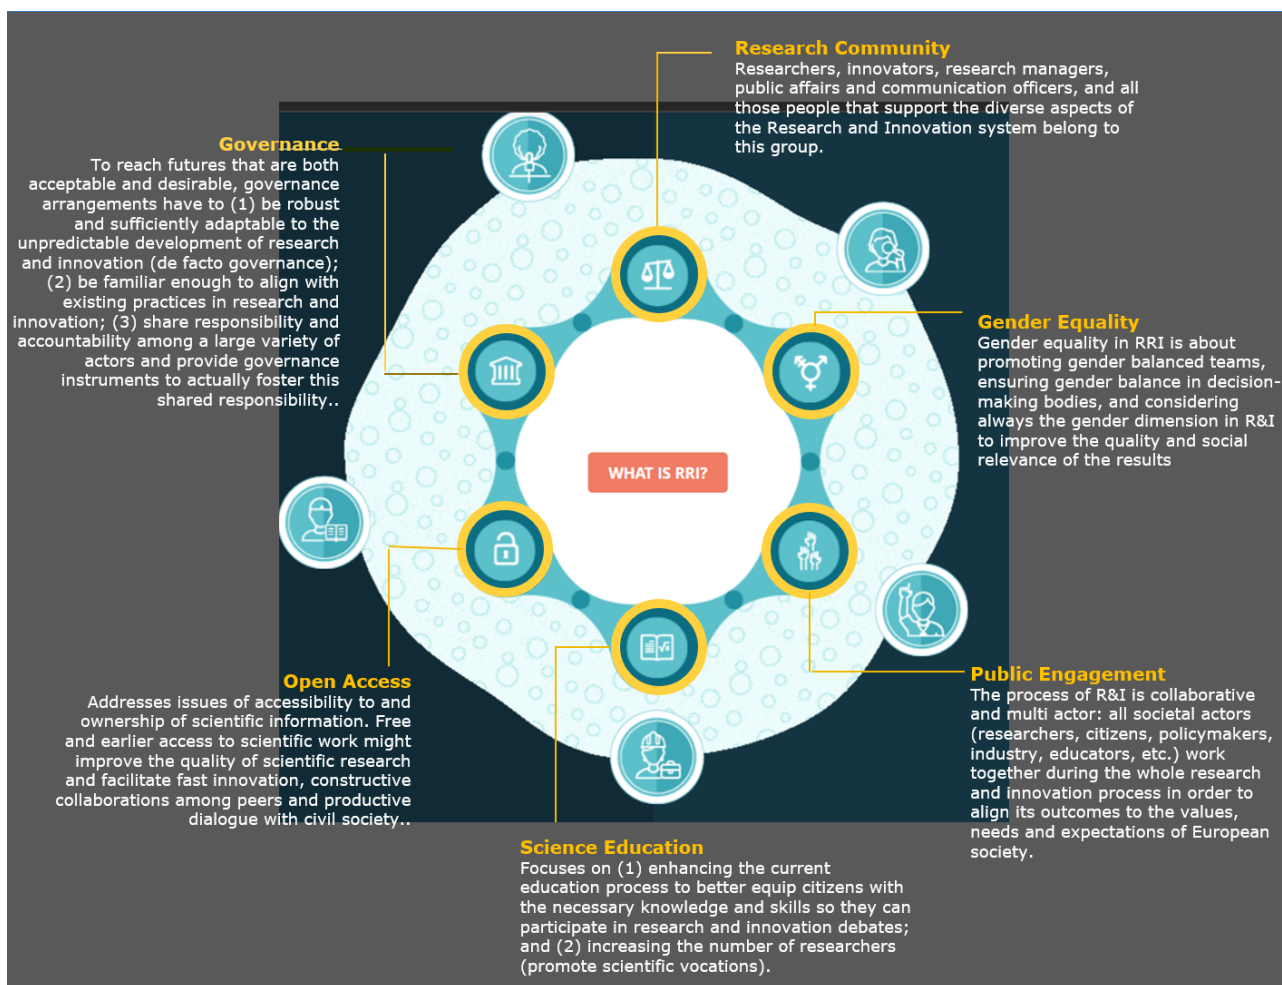 Research Community
Researchers, innovators, research managers,
public affairs and communication officers, and all
those people that support the diverse aspects of
the Research and Innovation system belong to
this group.
Governance
To reach futures that are both
acceptable and desirable, governance
arrangements have to (1) be robust
and sufficiently adaptable to the
unpredictable development of research
and innovation (de facto governance);
(2) be familiar enough to align with
existing practices in research and
innovation; (3) share responsibility and
accountability among a large variety of
actors and provide governance
instruments to actually foster this
shared responsibility..
Gender Equality
Gender equality in RRI is about
promoting gender balanced teams,
ensuring gender balance in decision-
making bodies, and considering
always the gender dimension in R&I
to improve the quality and social
relevance of the results
WHAT IS RRI?
Open Access
Addresses issues of accessibility to and
ownership of scientific information. Free
and earlier access to scientific work might
improve the quality of scientific research
and facilitate fast innovation, constructive
collaborations among peers and productive
dialogue with civil society..
Public Engagement
The process of R&I is collaborative
and multi actor: all societal actors
(researchers, citizens, policymakers,
industry, educators, etc.) work
together during the whole research
and innovation process in order to
align its outcomes to the values,
needs and expectations of European
society.
Science Education
Focuses on (1) enhancing the current
education process to better equip citizens with
the necessary knowledge and skills so they can
participate in research and innovation debates;
and (2) increasing the number of researchers
(promote scientific vocations).